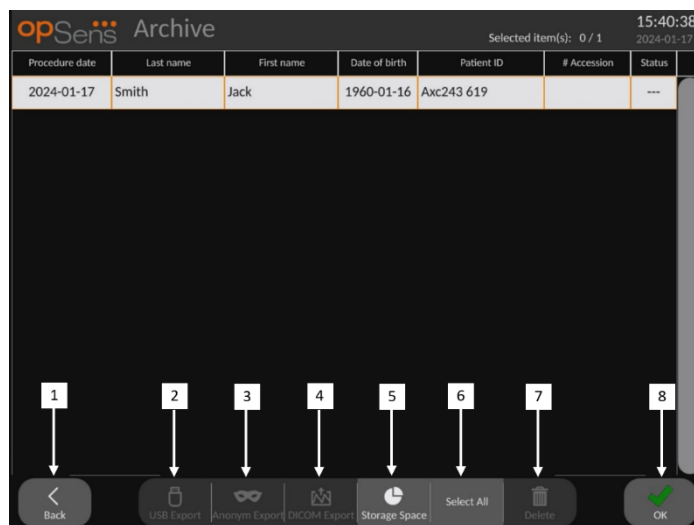 opSens Archive
Selected item(s): 0 / 1
15:40:38
2024-01-17
Procedure date Last name First name Date of birth Patient ID # Accession Status
2024-01-17 Smith Jack 1960-01-16 Axc243 619 ---
1 2 3 4 5 6 7 8
Back USB Export Anonym Export DICOM Export Storage Space Select All Delete OK